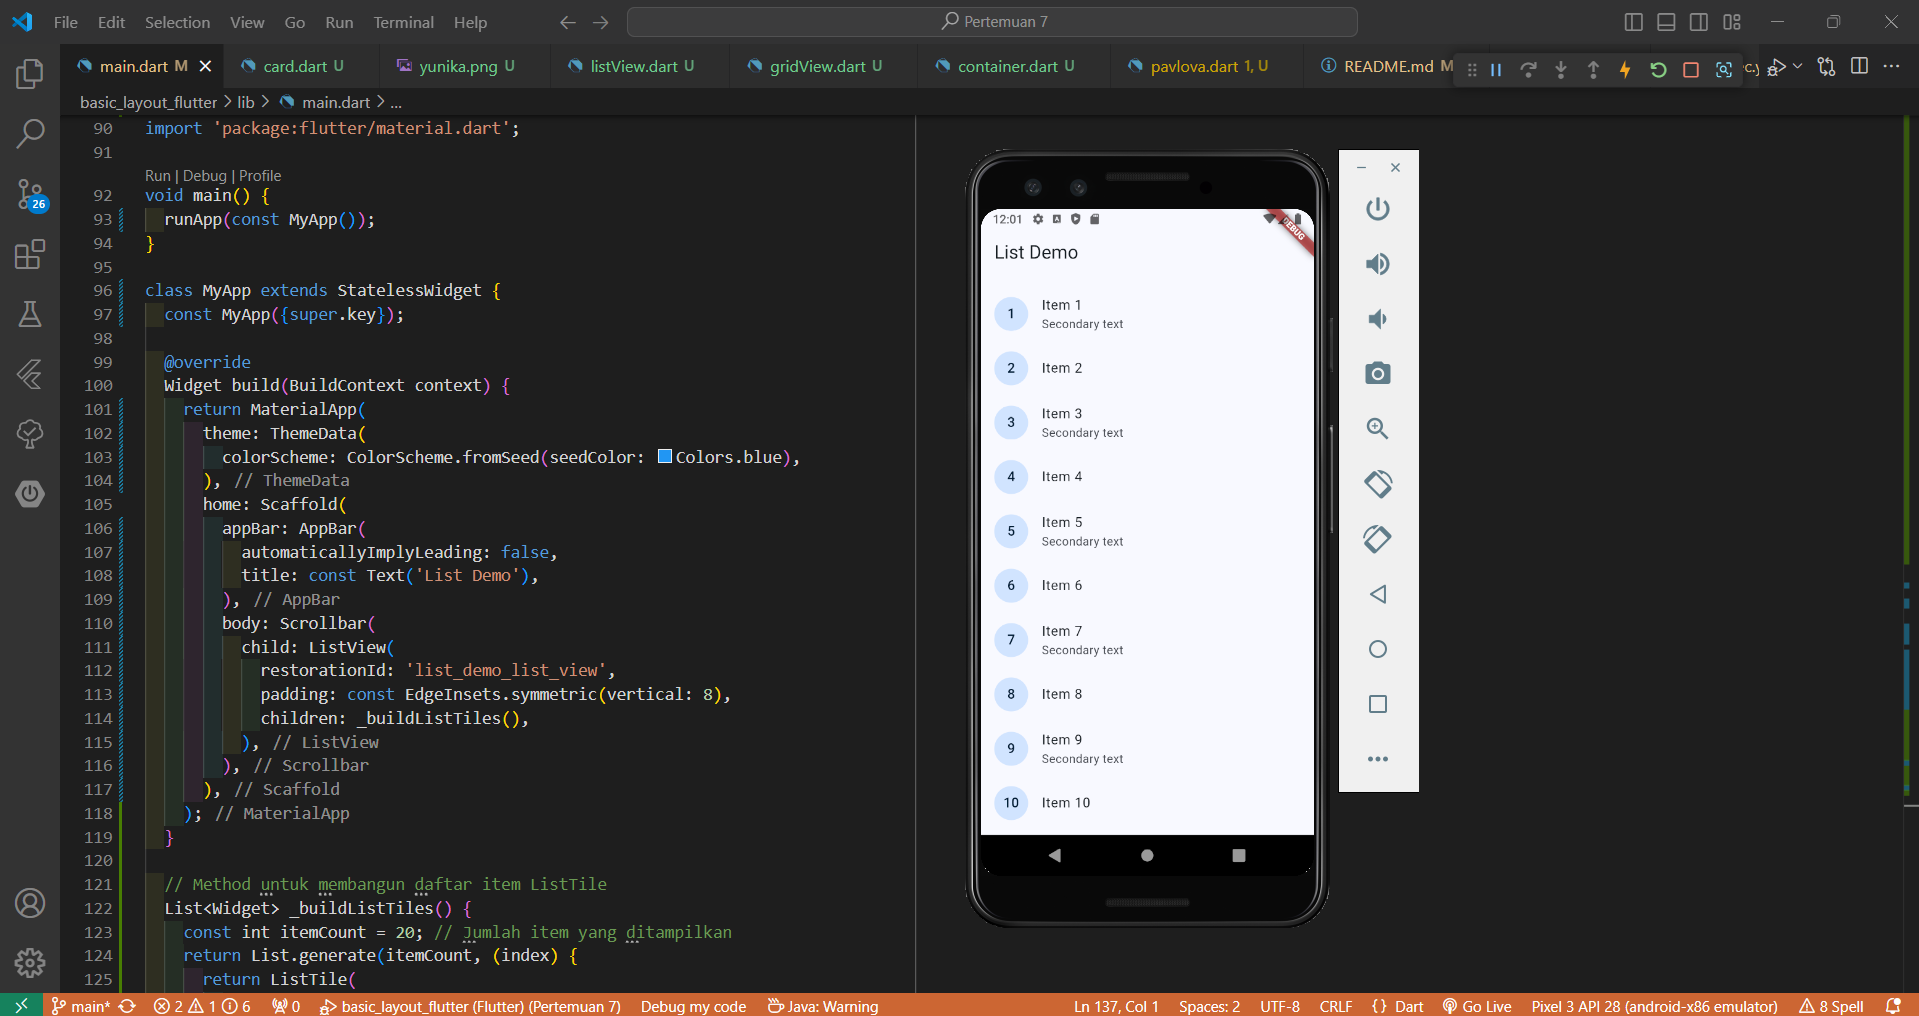 File Edit Selection View Go Run Terminal Help
Pertemuan 7
main.dart M
card.dart U
yunika.png U
listView.dart U
gridView.dart U
container.dart U
pavlova.dart 1, U
README.md M
basic_layout_flutter > lib > main.dart > ...
90 import 'package:flutter/material.dart';
91
Run | Debug | Profile
92 void main() {
93 runApp(const MyApp());
94 }
95
96 class MyApp extends StatelessWidget {
97 const MyApp({super.key});
98
99 @override
100 Widget build(BuildContext context) {
101 return MaterialApp(
102 theme: ThemeData(
103 colorScheme: ColorScheme.fromSeed(seedColor: Colors.blue),
104 ), // ThemeData
105 home: Scaffold(
106 appBar: AppBar(
107 automaticallyImplyLeading: false,
108 title: const Text('List Demo'),
109 ), // AppBar
110 body: Scrollbar(
111 child: ListView(
112 restorationId: 'list_demo_list_view',
113 padding: const EdgeInsets.symmetric(vertical: 8),
114 children: _buildListTiles(),
115 ), // ListView
116 ), // Scrollbar
117 ), // Scaffold
118 ); // MaterialApp
119 }
120
121 // Method untuk membangun daftar item ListTile
122 List<Widget> _buildListTiles() {
123 const int itemCount = 20; // Jumlah item yang ditampilkan
124 return List.generate(itemCount, (index) {
125 return ListTile(
26
12:01
DEBUG
List Demo
1 Item 1
Secondary text
2 Item 2
3 Item 3
Secondary text
4 Item 4
5 Item 5
Secondary text
6 Item 6
7 Item 7
Secondary text
8 Item 8
9 Item 9
Secondary text
10 Item 10
main* 2 1 6 0 basic_layout_flutter (Flutter) (Pertemuan 7) Debug my code Java: Warning Ln 137, Col 1 Spaces: 2 UTF-8 CRLF {} Dart Go Live Pixel 3 API 28 (android-x86 emulator) 8 Spell